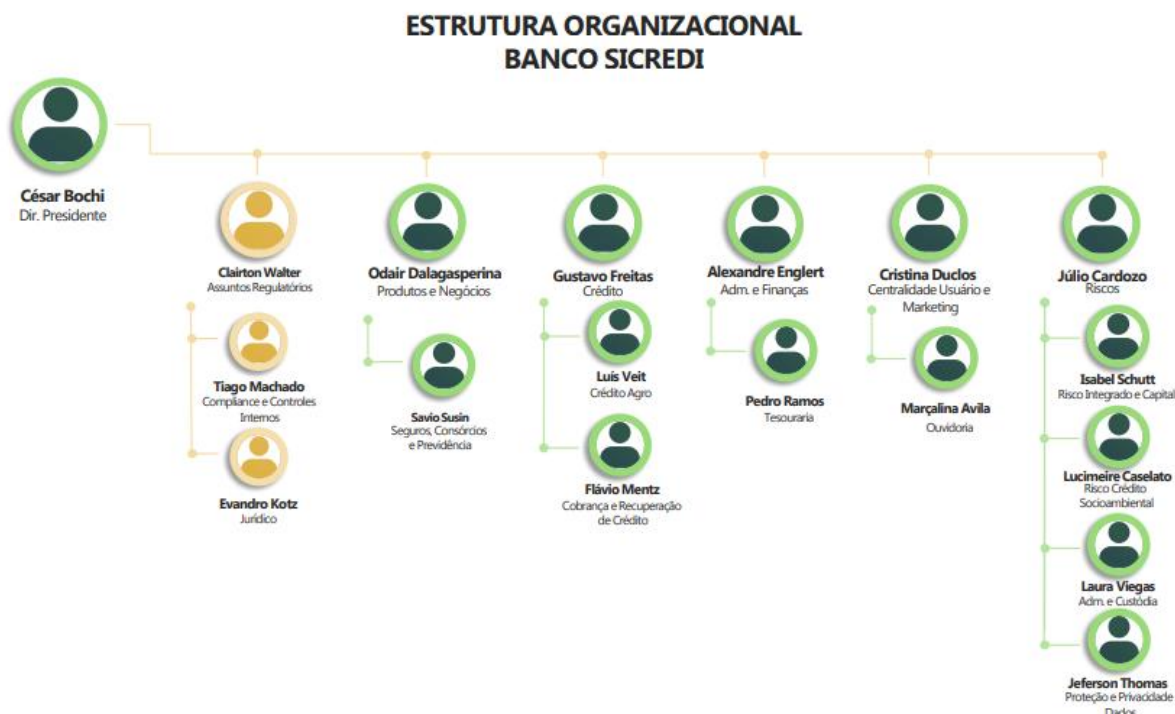 ESTRUTURA ORGANIZACIONAL
BANCO SICREDI
César Bochi
Dir. Presidente
Clairton Walter
Assuntos Regulatórios
Tiago Machado
Compliance e Controles
Internos
Evandro Kotz
Jurídico
Odair Dalagasperina
Produtos e Negócios
Savio Susin
Seguros, Consórcios
e Previdência
Gustavo Freitas
Crédito
Luís Veit
Crédito Agro
Flávio Mentz
Cobrança e Recuperação
de Crédito
Alexandre Englert
Adm. e Finanças
Pedro Ramos
Tesouraria
Cristina Duclos
Centralidade Usuário e
Marketing
Marçalina Avila
Ouvidoria
Júlio Cardozo
Riscos
Isabel Schutt
Risco Integrado e Capital
Lucimeire Caselato
Risco Crédito
Socioambiental
Laura Viegas
Adm. e Custódia
Jeferson Thomas
Proteção e Privacidade
Dados